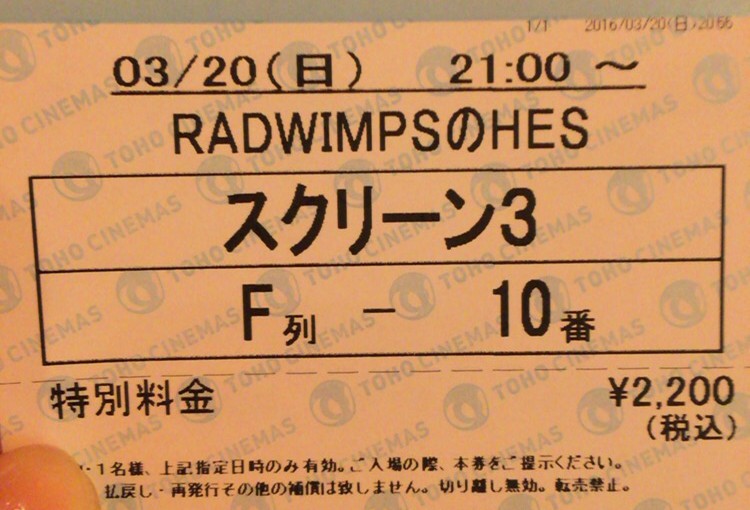 1/1 2016/03/20(日) 20:56
03/20(日) 21:00 ～
RADWIMPSのHES
スクリーン3
F列 － 10番
特別料金 ¥2,200
(税込)
・1名様、上記指定日時のみ有効。ご入場の際、本券をご提示ください。
払戻し・再発行その他の補償は致しません。切り離し無効。転売禁止。
TOHO CINEMAS